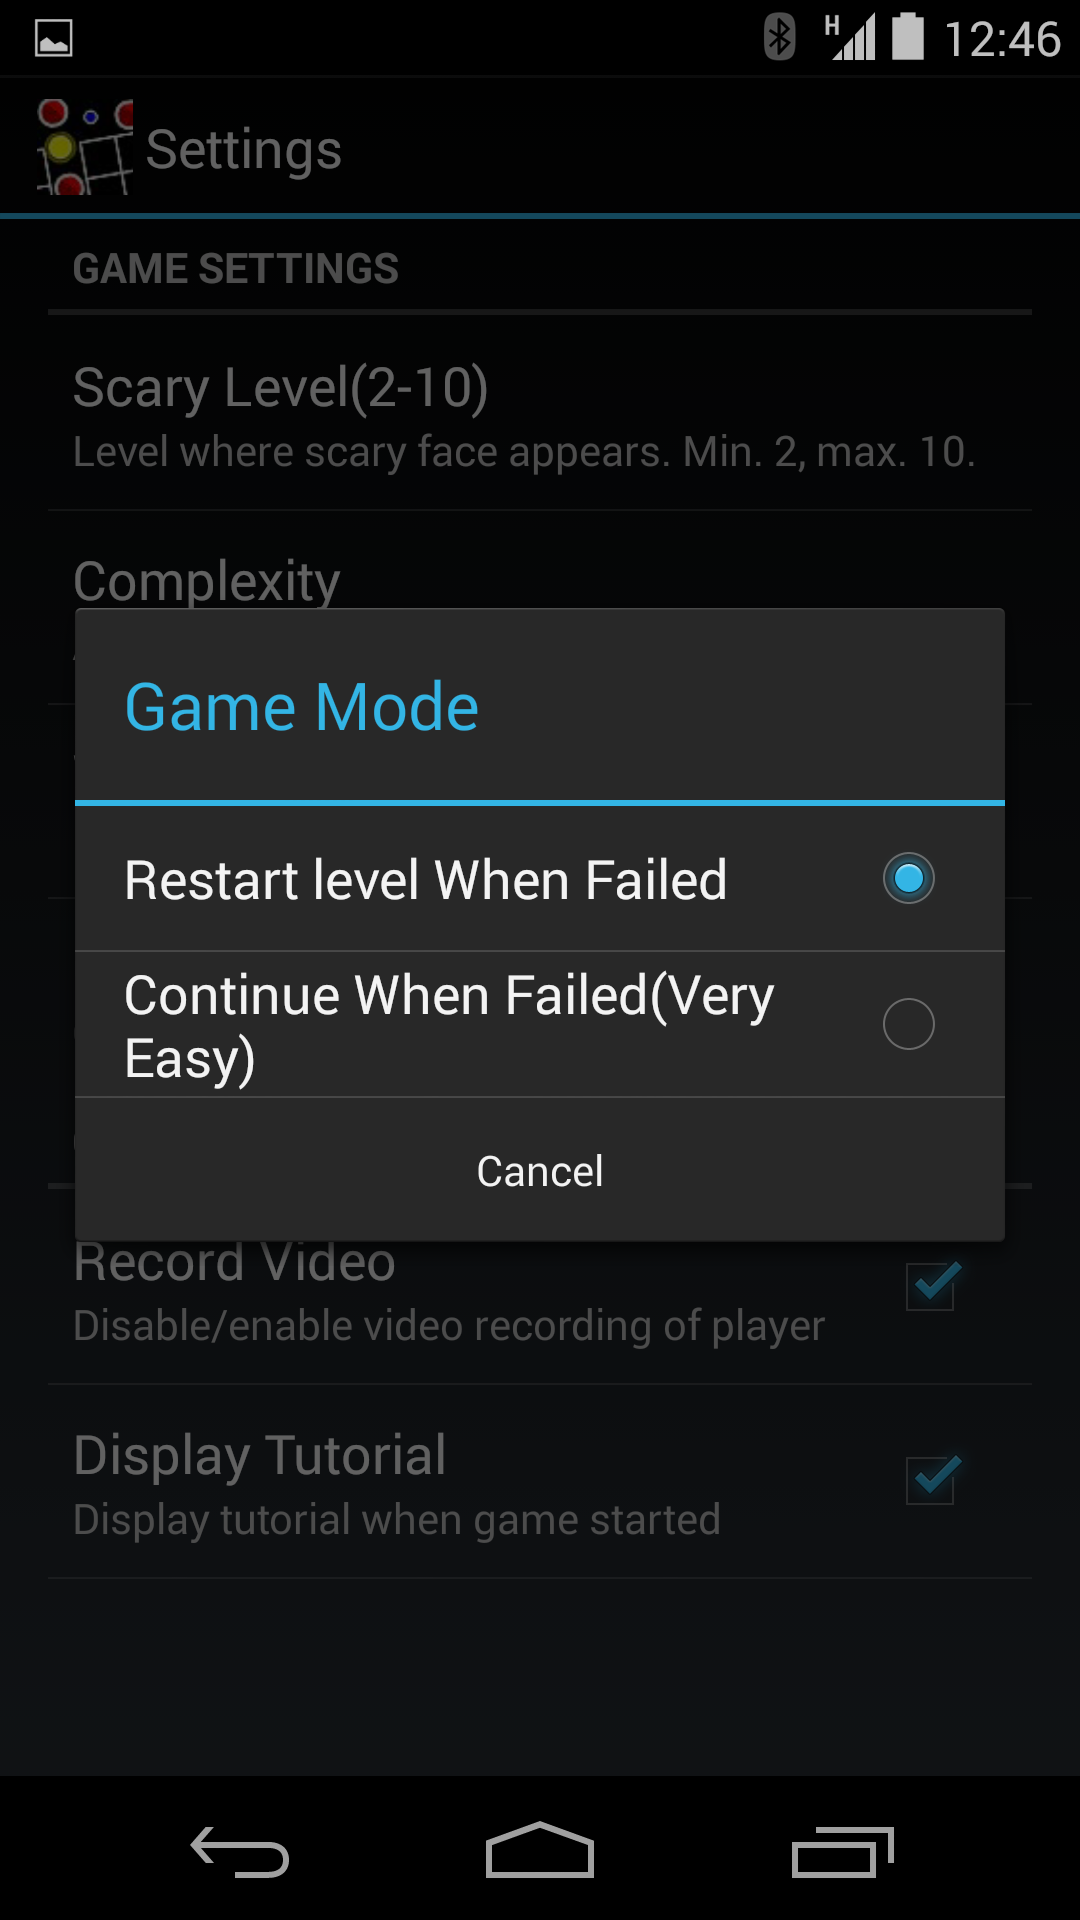 H 12:46
Settings
GAME SETTINGS
Scary Level(2-10)
Level where scary face appears. Min. 2, max. 10.
Complexity
Game Mode
Restart level When Failed
Continue When Failed(Very
Easy)
Cancel
Record Video
Disable/enable video recording of player
Display Tutorial
Display tutorial when game started